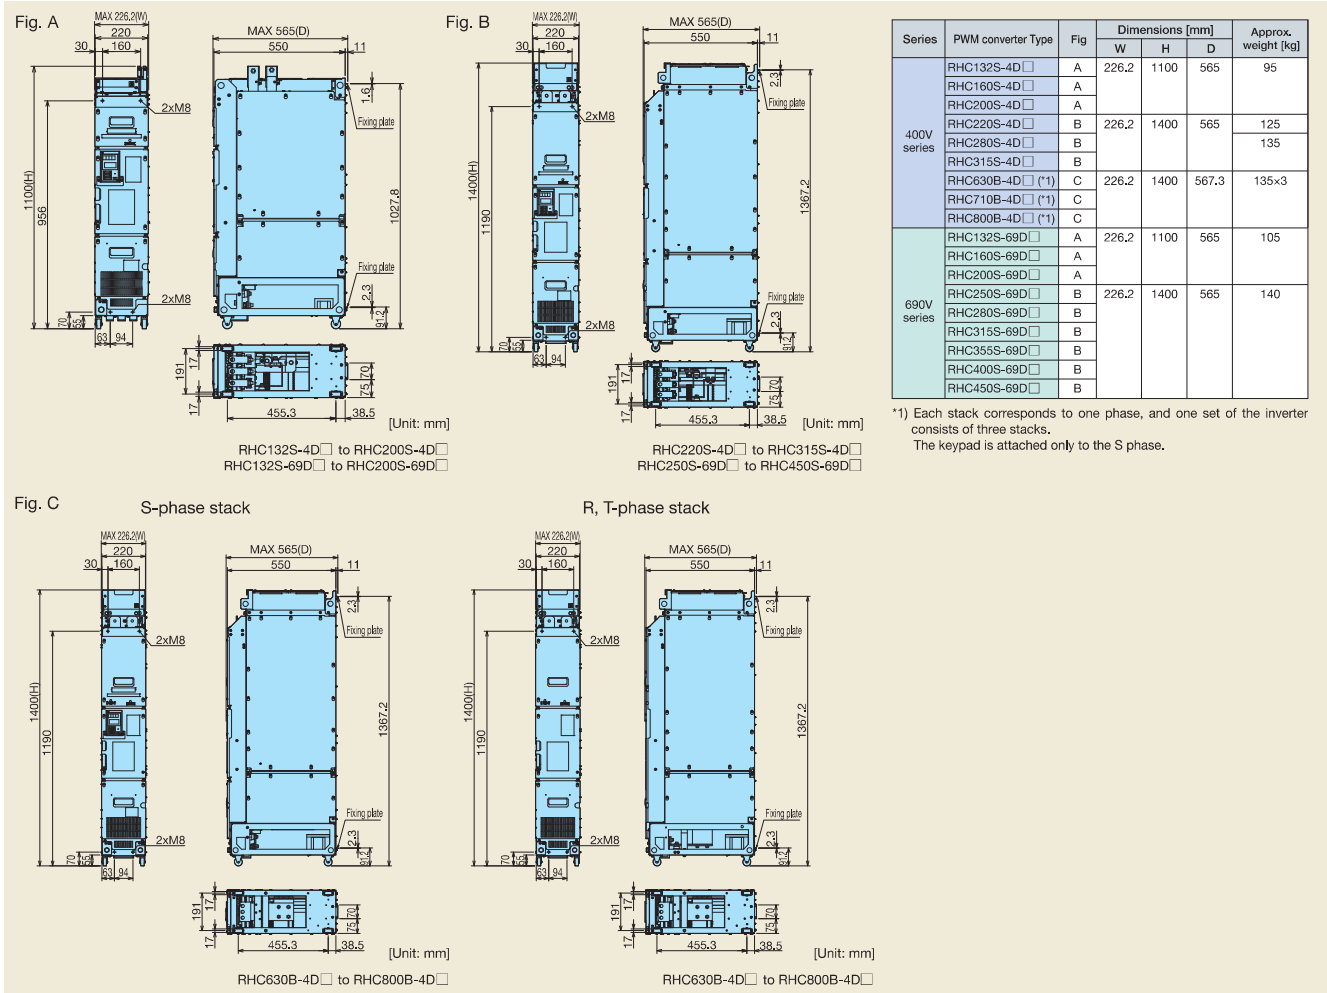 Fig. A
MAX 226.2(W)
220
30
160
MAX 565(D)
550
11
1100(H)
956
2xM8
2xM8
70
55
63
94
1.6
Fixing plate
1027.8
Fixing plate
2.3
91.2
191
17
17
70
75
455.3
38.5
[Unit: mm]
RHC132S-4D□ to RHC200S-4D□
RHC132S-69D□ to RHC200S-69D□
Fig. B
MAX 226.2(W)
220
30
160
MAX 565(D)
550
11
1400(H)
1190
2xM8
2xM8
70
55
63
94
2.3
Fixing plate
1367.2
Fixing plate
2.3
91.2
191
17
17
70
75
455.3
38.5
[Unit: mm]
RHC220S-4D□ to RHC315S-4D□
RHC250S-69D□ to RHC450S-69D□
Series PWM converter Type Fig Dimensions [mm] Approx. weight [kg]
W H D
400V series
RHC132S-4D□ A 226.2 1100 565 95
RHC160S-4D□ A
RHC200S-4D□ A
RHC220S-4D□ B 226.2 1400 565 125
RHC280S-4D□ B 135
RHC315S-4D□ B
RHC630B-4D□ (*1) C 226.2 1400 567.3 135×3
RHC710B-4D□ (*1) C
RHC800B-4D□ (*1) C
690V series
RHC132S-69D□ A 226.2 1100 565 105
RHC160S-69D□ A
RHC200S-69D□ A
RHC250S-69D□ B 226.2 1400 565 140
RHC280S-69D□ B
RHC315S-69D□ B
RHC355S-69D□ B
RHC400S-69D□ B
RHC450S-69D□ B
*1) Each stack corresponds to one phase, and one set of the inverter
consists of three stacks.
The keypad is attached only to the S phase.
Fig. C
S-phase stack
MAX 226.2(W)
220
30
160
MAX 565(D)
550
11
1400(H)
1190
2xM8
2xM8
70
55
63
94
2.3
Fixing plate
1367.2
Fixing plate
2.3
91.2
191
17
17
70
75
455.3
38.5
[Unit: mm]
RHC630B-4D□ to RHC800B-4D□
R, T-phase stack
MAX 226.2(W)
220
30
160
MAX 565(D)
550
11
1400(H)
1190
2xM8
2xM8
70
55
63
94
2.3
Fixing plate
1367.2
Fixing plate
2.3
91.2
191
17
17
70
75
455.3
38.5
[Unit: mm]
RHC630B-4D□ to RHC800B-4D□